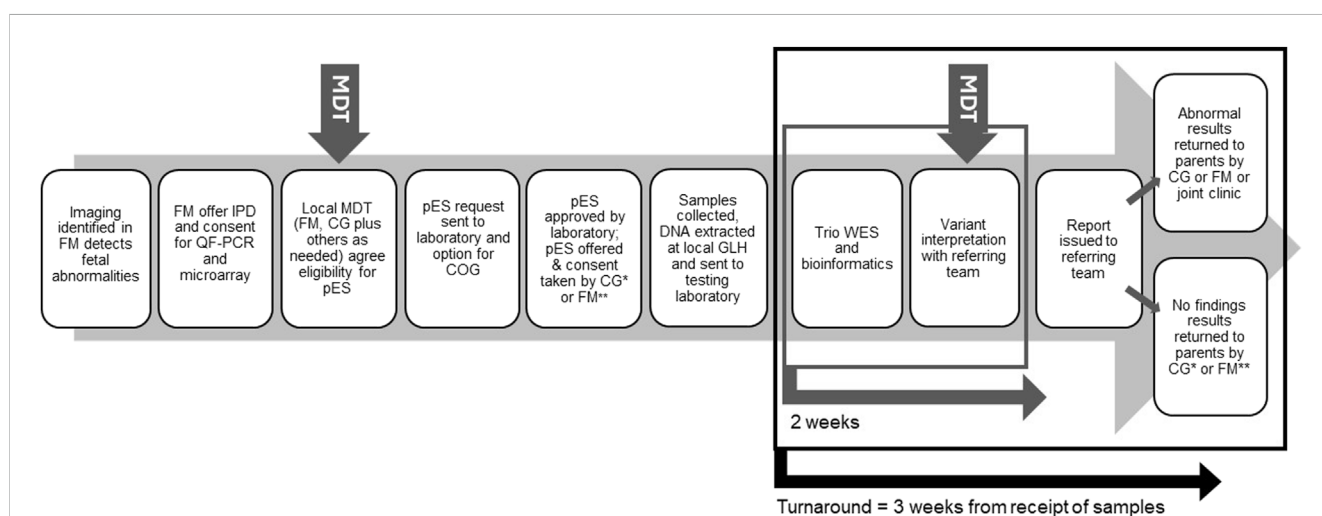 MDT
MDT
Imaging
identified in
FM detects
fetal
abnormalities
FM offer IPD
and consent
for QF-PCR
and
microarray
Local MDT
(FM, CG plus
others as
needed) agree
eligibility for
pES
pES request
sent to
laboratory and
option for
COG
pES
approved by
laboratory;
pES offered
& consent
taken by CG*
or FM**
Samples
collected,
DNA extracted
at local GLH
and sent to
testing
laboratory
Trio WES
and
bioinformatics
Variant
interpretation
with referring
team
Report
issued to
referring
team
Abnormal
results
returned to
parents by
CG or FM or
joint clinic
No findings
results
returned to
parents by
CG* or FM**
2 weeks
Turnaround = 3 weeks from receipt of samples